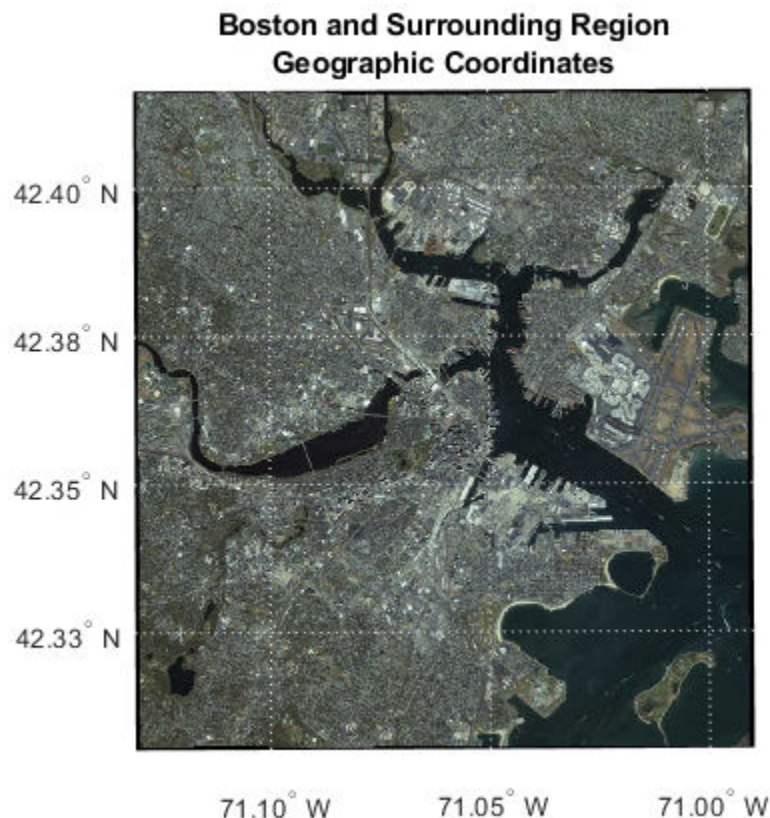 Boston and Surrounding Region
Geographic Coordinates
42.40° N
42.38° N
42.35° N
42.33° N
71.10° W
71.05° W
71.00° W